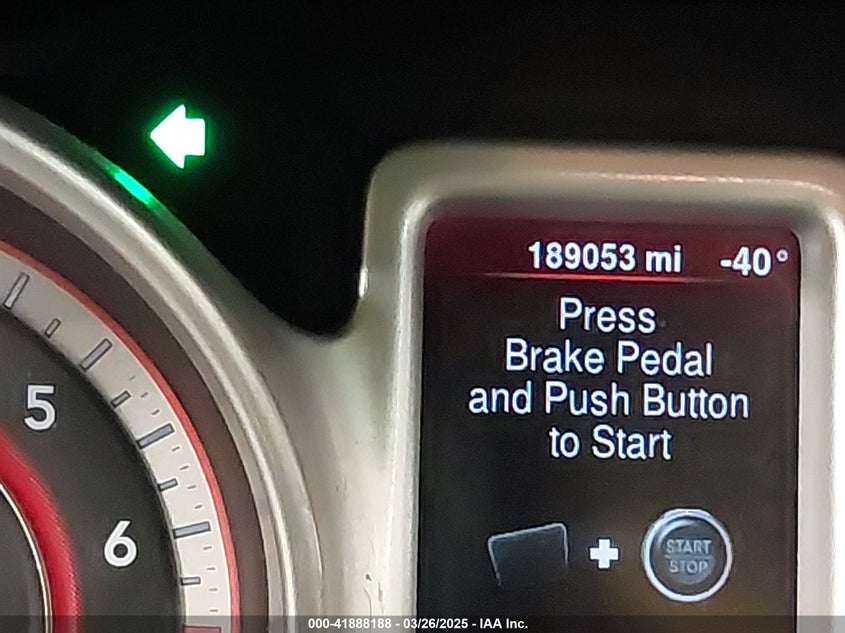 189053 mi -40°
Press
Brake Pedal
and Push Button
to Start
5
6
START
STOP
000-41888188 - 03/26/2025 - IAA Inc.